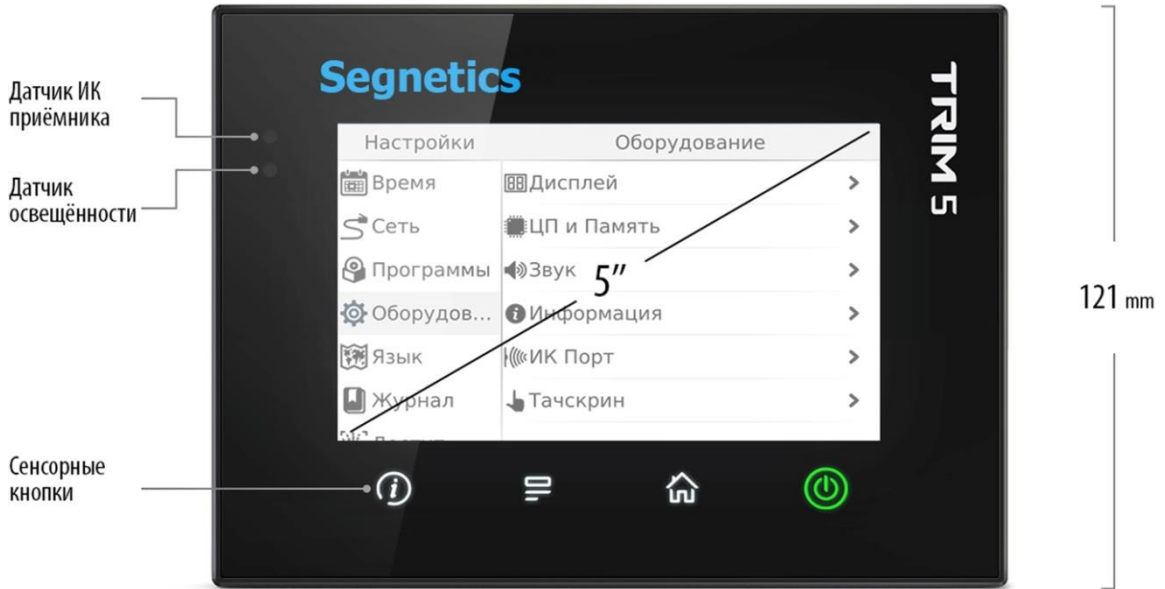 Segnetics
TRIM 5
Датчик ИК
приёмника
Датчик
освещённости
Настройки
Оборудование
Время
Сеть
Программы
Оборудов...
Язык
Журнал
Дисплей
ЦП и Память
Звук
Информация
ИК Порт
Тачскрин
5"
121 mm
Сенсорные
кнопки